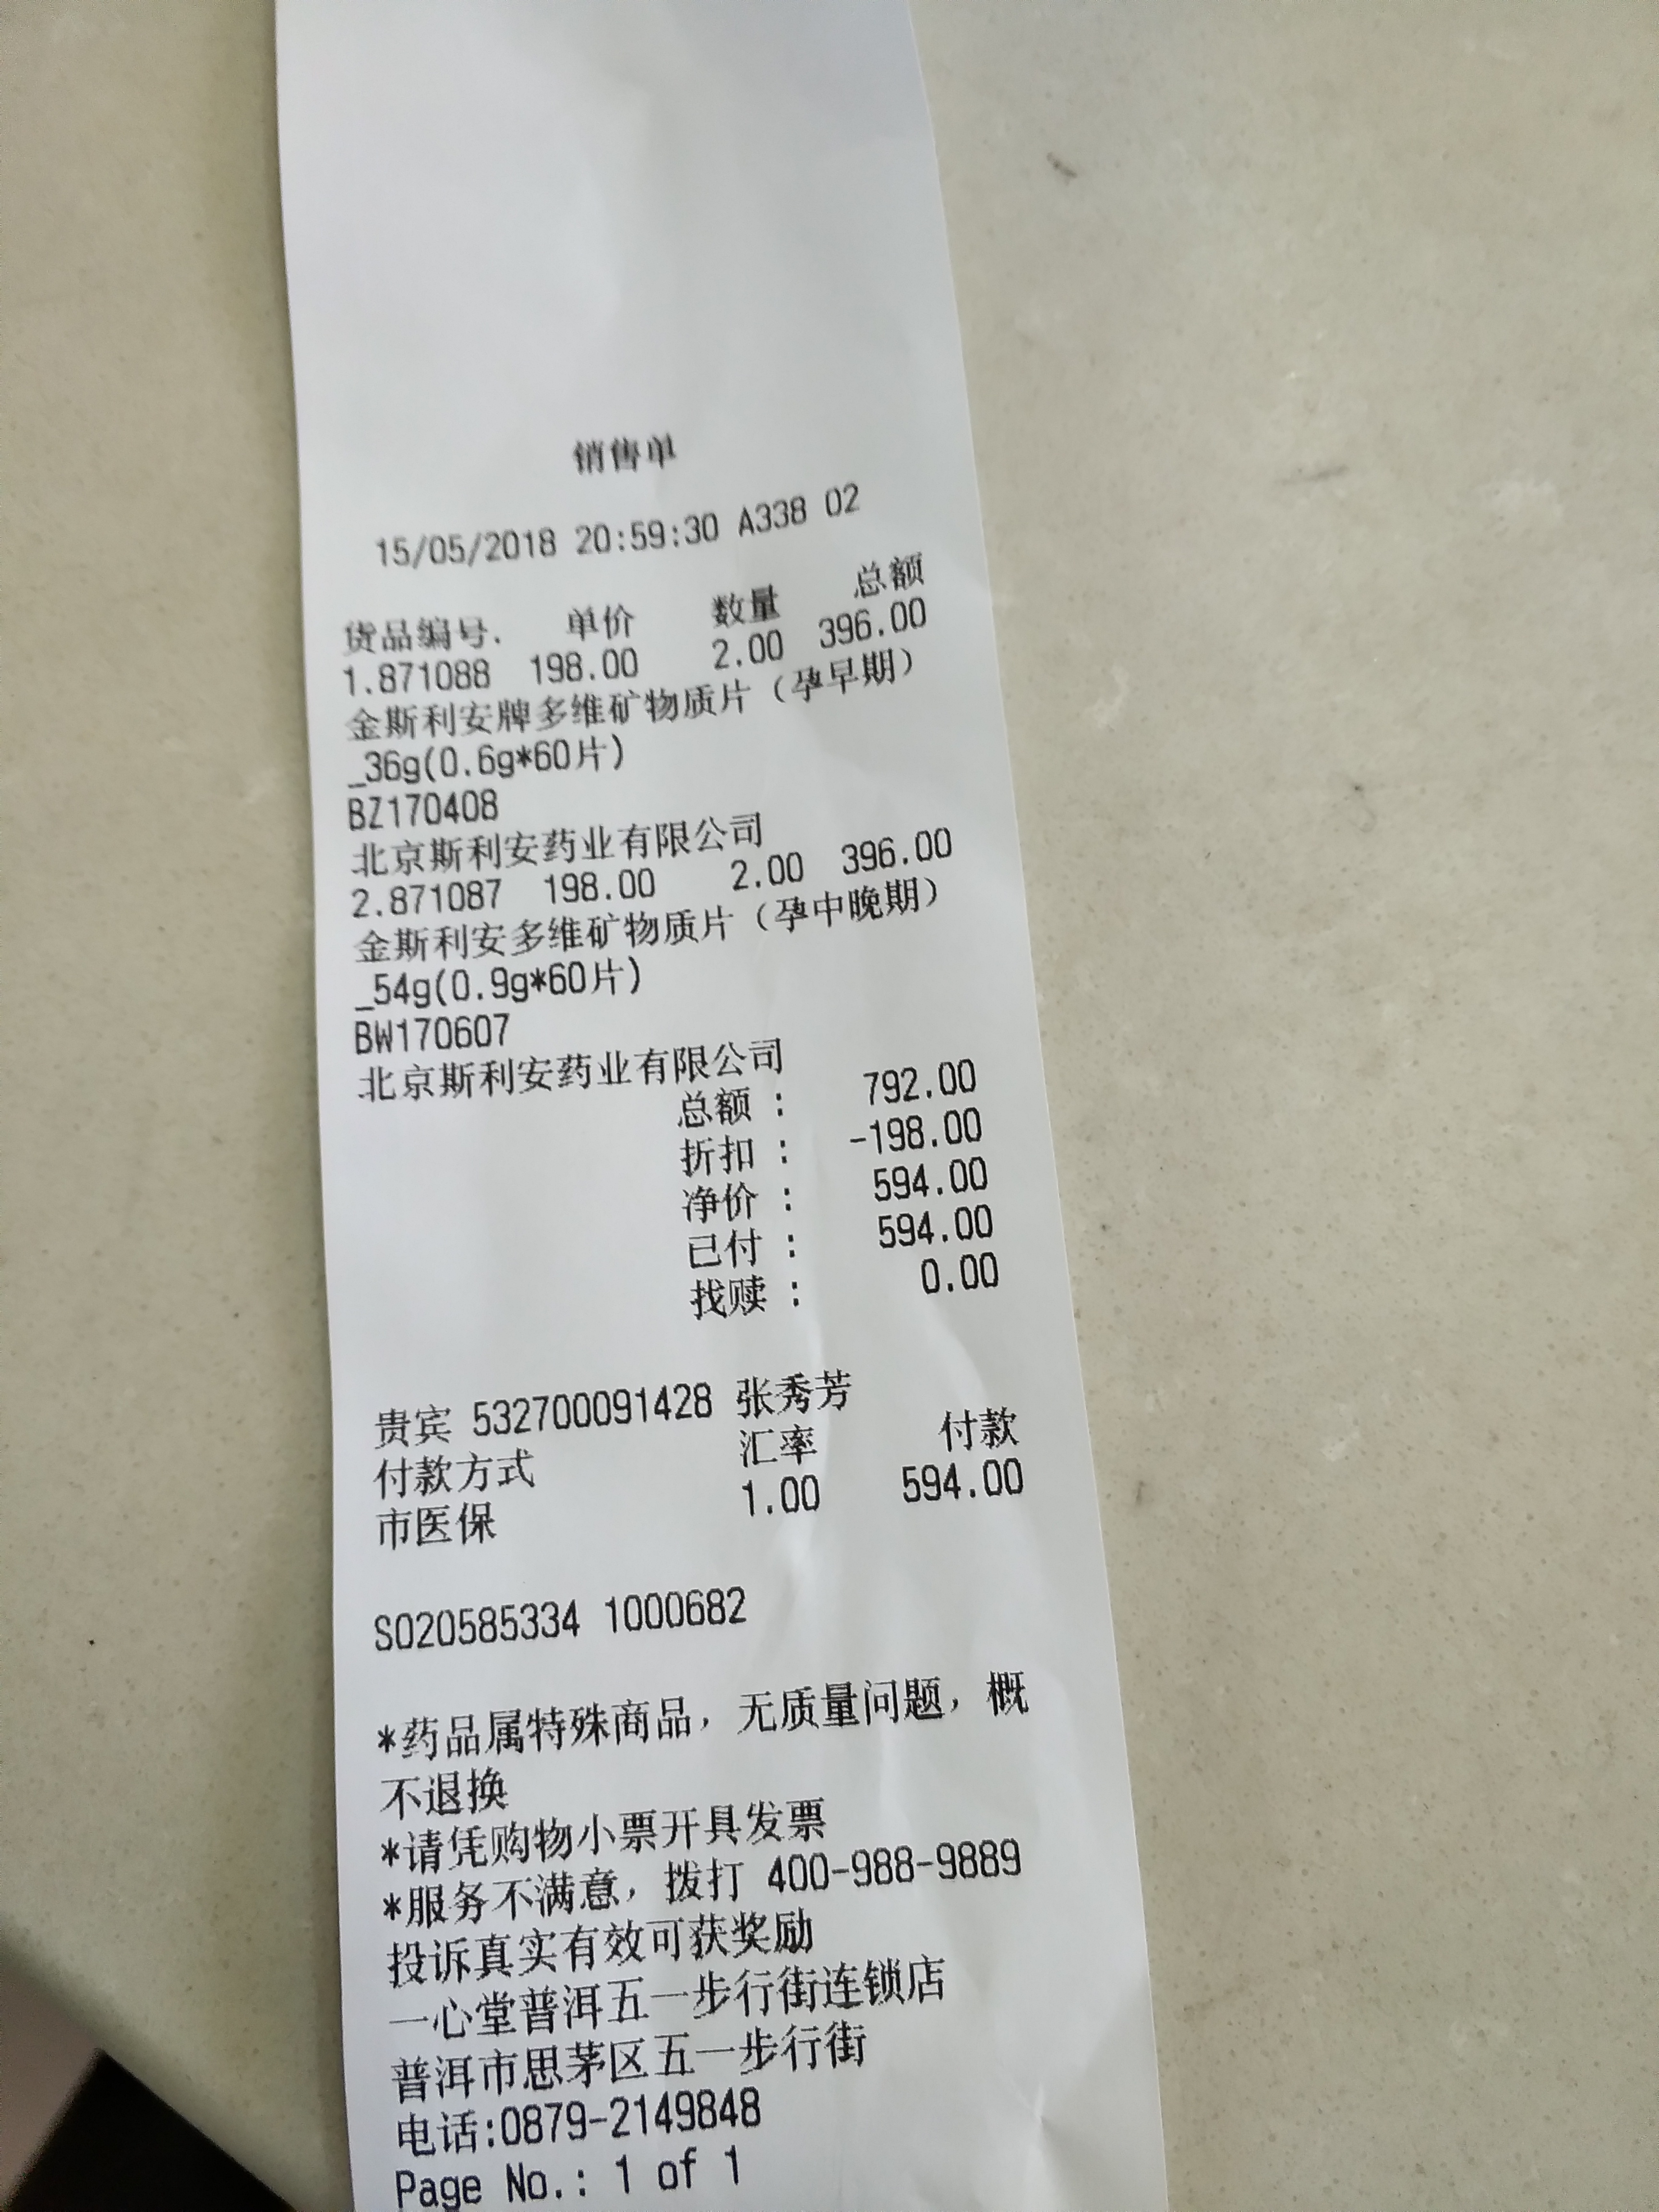 销售单
15/05/2018 20:59:30 A338 02
货品编号. 单价 数量 总额
1.871088 198.00 2.00 396.00
金斯利安牌多维矿物质片（孕早期）
_36g(0.6g*60片)
BZ170408
北京斯利安药业有限公司
2.871087 198.00 2.00 396.00
金斯利安多维矿物质片（孕中晚期）
_54g(0.9g*60片)
BW170607
北京斯利安药业有限公司
总额 : 792.00
折扣 : -198.00
净价 : 594.00
已付 : 594.00
找赎 : 0.00
贵宾 532700091428 张秀芳
付款方式 汇率 付款
市医保 1.00 594.00
S020585334 1000682
*药品属特殊商品，无质量问题，概
不退换
*请凭购物小票开具发票
*服务不满意，拨打 400-988-9889
投诉真实有效可获奖励
一心堂普洱五一步行街连锁店
普洱市思茅区五一步行街
电话:0879-2149848
Page No.: 1 of 1